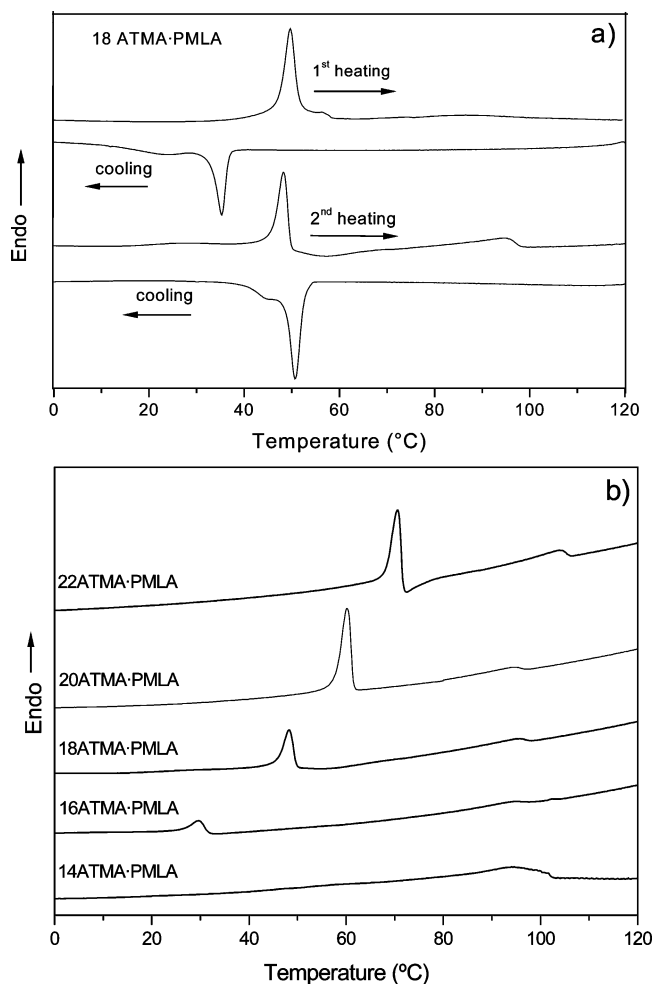 18 ATMA·PMLA
a)
1st heating
cooling
2nd heating
cooling
Endo
0 20 40 60 80 100 120
Temperature (°C)
b)
22ATMA·PMLA
20ATMA·PMLA
18ATMA·PMLA
16ATMA·PMLA
14ATMA·PMLA
Endo
0 20 40 60 80 100 120
Temperature (ºC)